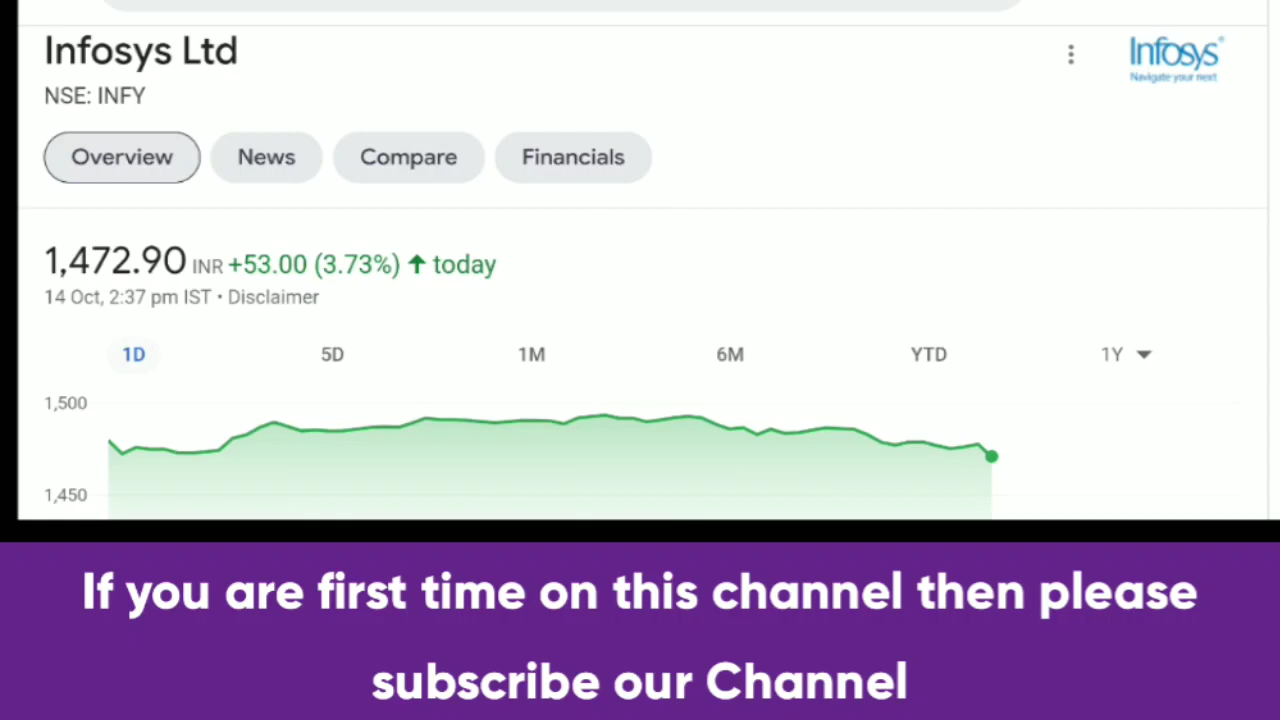 Infosys Ltd
Infosys®
Navigate your next
NSE: INFY
Overview News Compare Financials
1,472.90 INR +53.00 (3.73%) ↑ today
14 Oct, 2:37 pm IST • Disclaimer
1D 5D 1M 6M YTD 1Y
1,500
1,450
If you are first time on this channel then please
subscribe our Channel